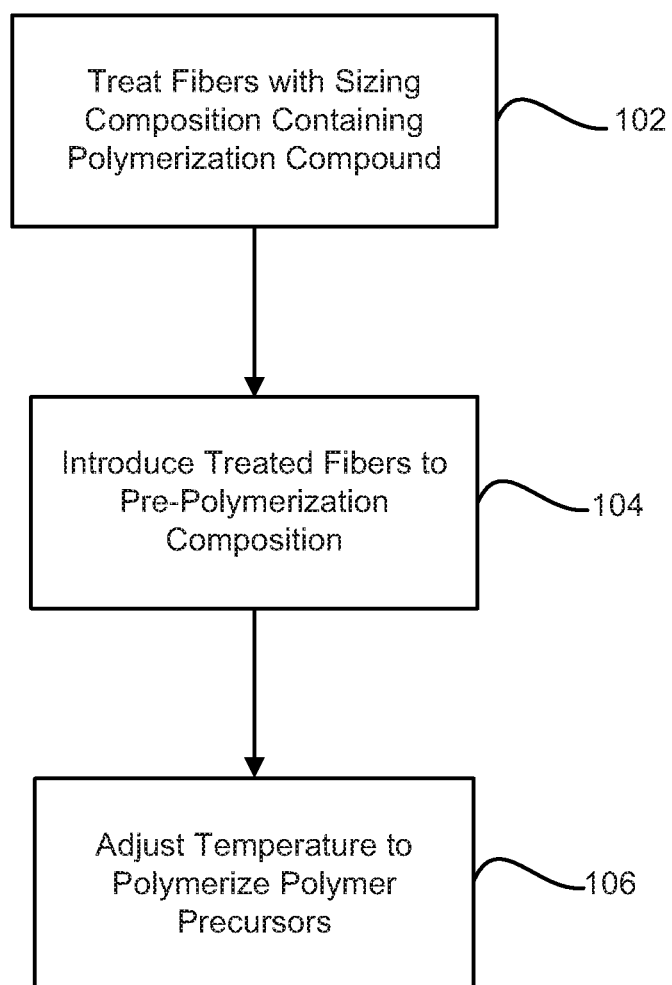 Treat Fibers with Sizing
Composition Containing
Polymerization Compound
102
Introduce Treated Fibers to
Pre-Polymerization
Composition
104
Adjust Temperature to
Polymerize Polymer
Precursors
106